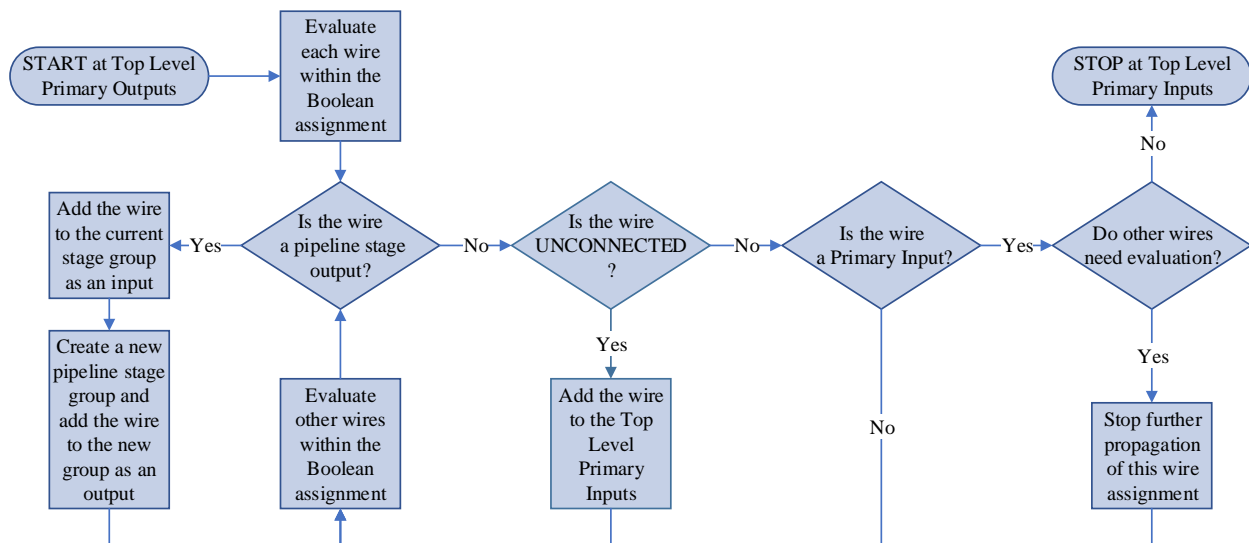 START at Top Level
Primary Outputs
Evaluate
each wire
within the
Boolean
assignment
STOP at Top Level
Primary Inputs
No
Add the wire
to the current
stage group
as an input
Yes
Is the wire
a pipeline stage
output?
No
Is the wire
UNCONNECTED
?
No
Is the wire
a Primary Input?
Yes
Do other wires
need evaluation?
Create a new
pipeline stage
group and
add the wire
to the new
group as an
output
Evaluate
other wires
within the
Boolean
assignment
Yes
Add the wire
to the Top
Level
Primary
Inputs
No
Yes
Stop further
propagation
of this wire
assignment